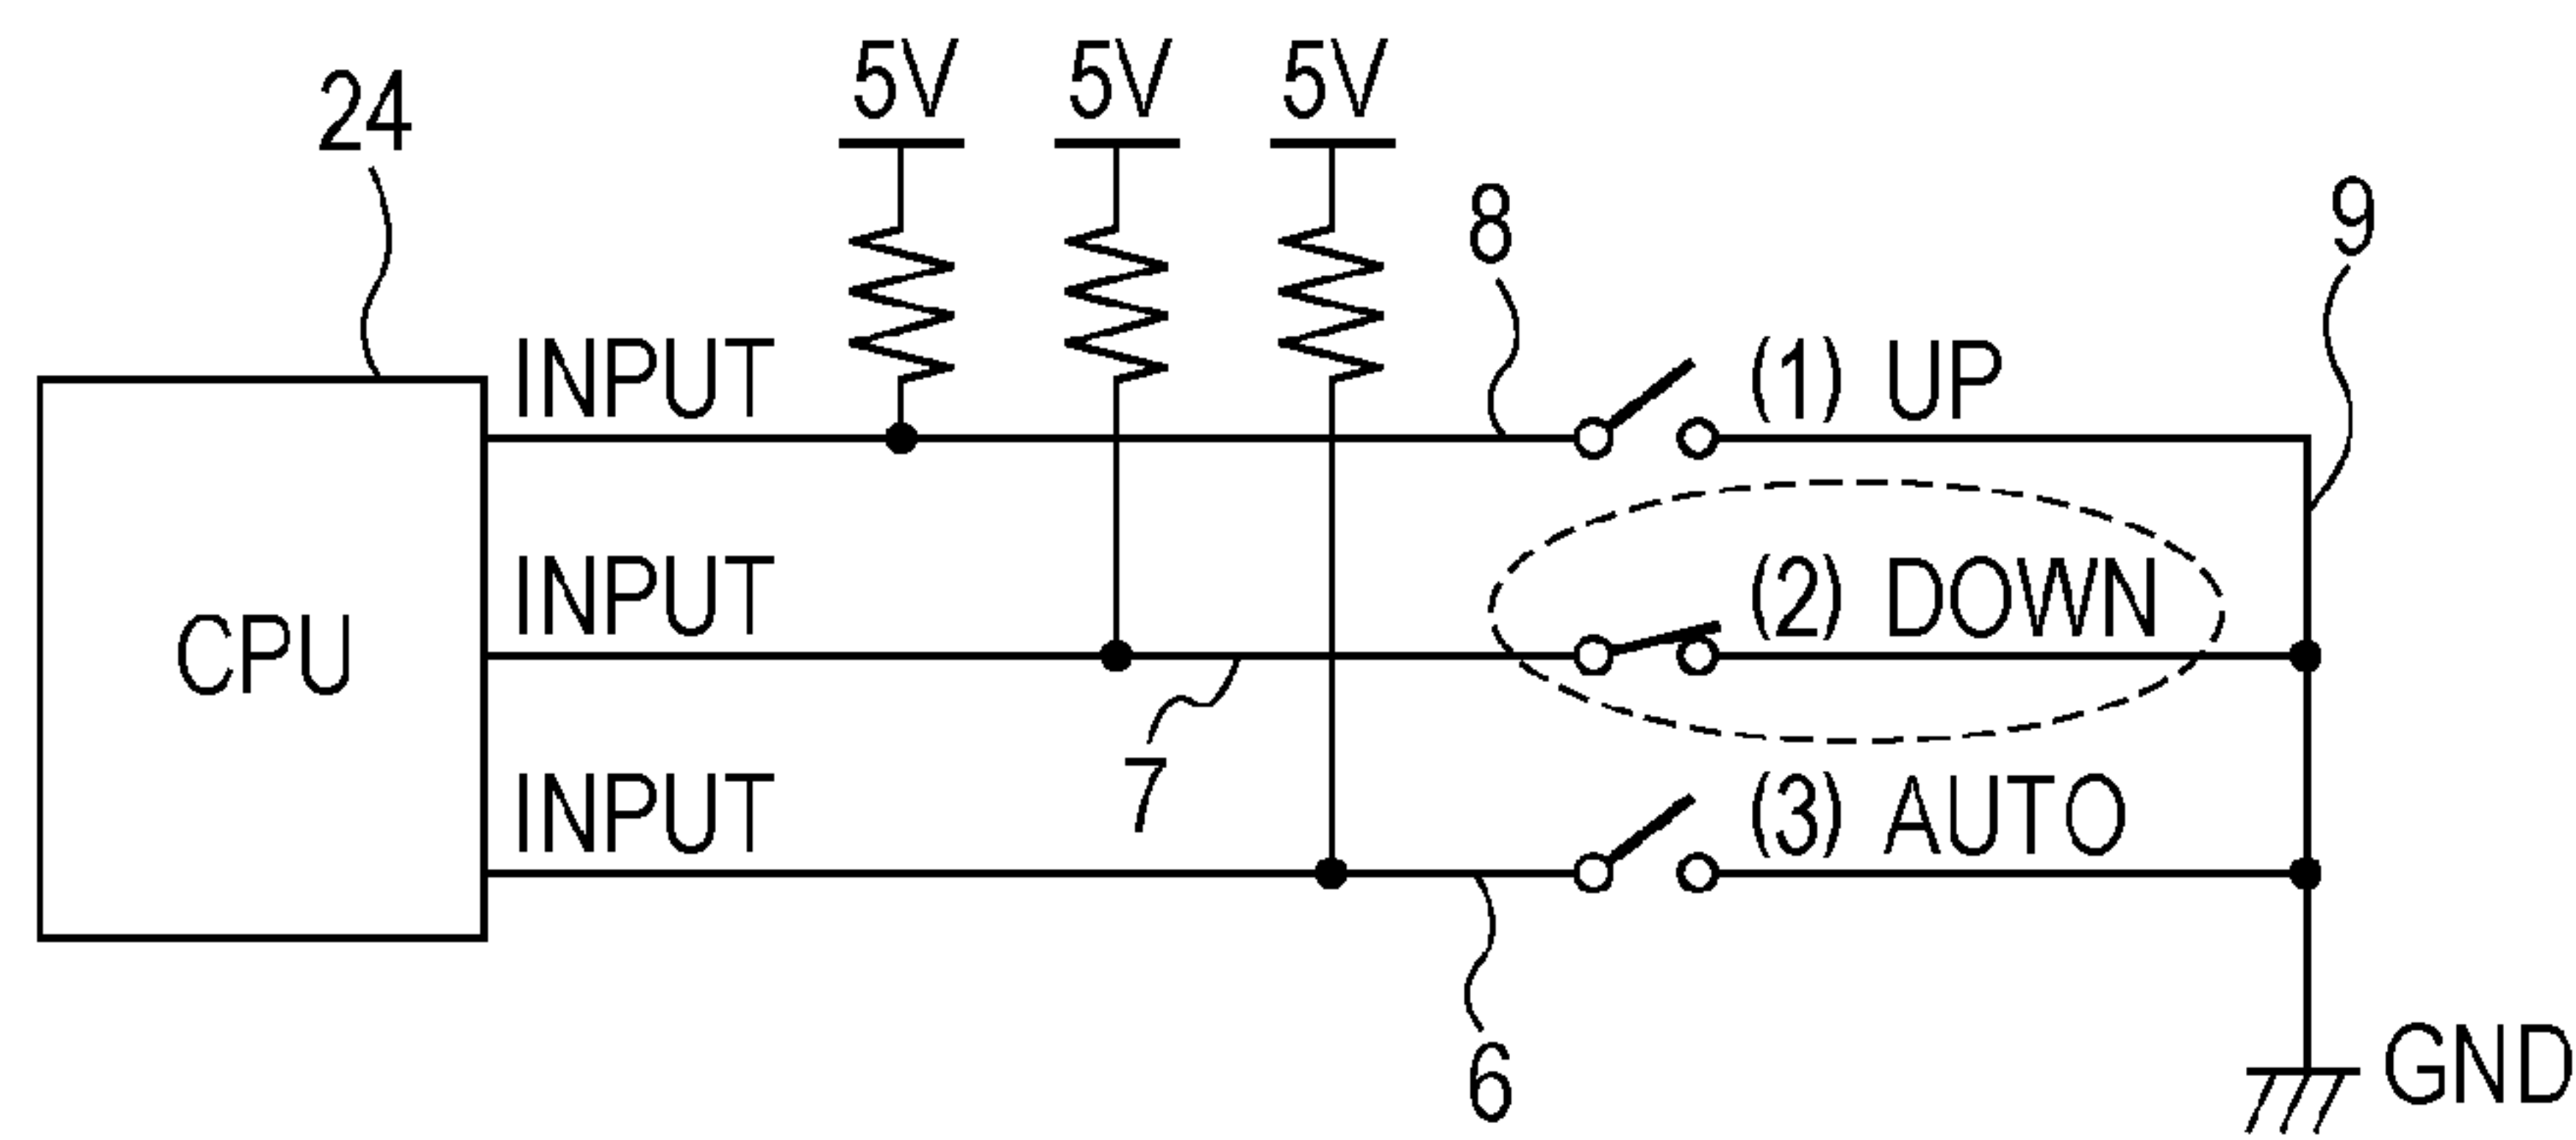 5V 5V 5V
24
8
9
INPUT
(1) UP
INPUT
(2) DOWN
CPU
7
INPUT
(3) AUTO
6
GND